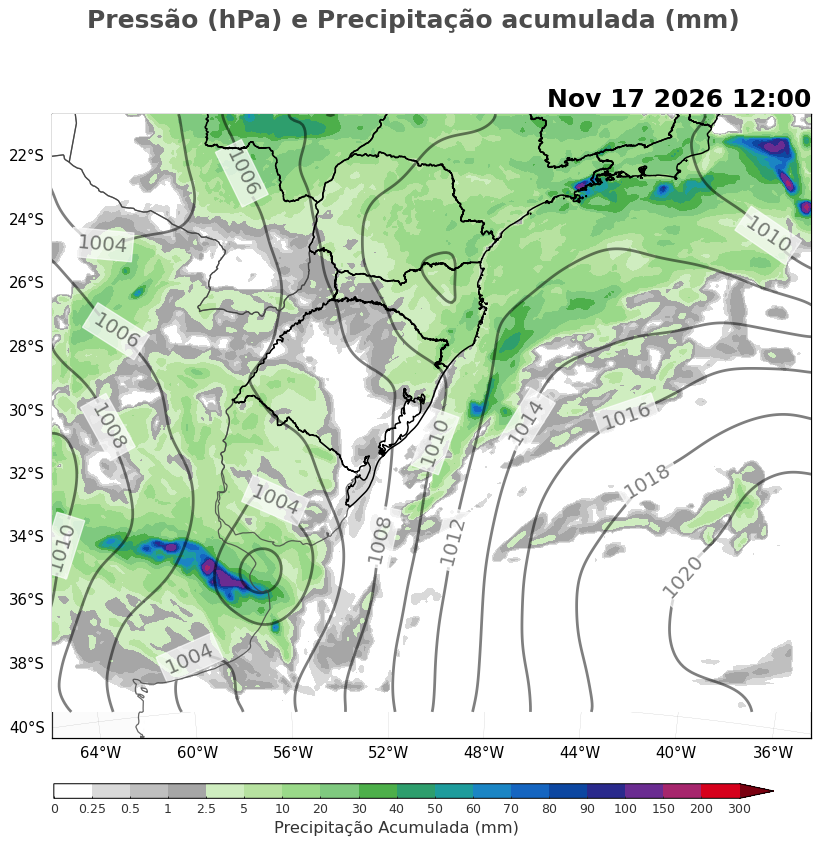 Pressão (hPa) e Precipitação acumulada (mm)
Nov 17 2026 12:00
22°S
24°S
26°S
28°S
30°S
32°S
34°S
36°S
38°S
40°S
1006
1004
1010
1006
1008
1014
1016
1010
1018
1004
1010
1008
1012
1020
1004
64°W 60°W 56°W 52°W 48°W 44°W 40°W 36°W
0 0.25 0.5 1 2.5 5 10 20 30 40 50 60 70 80 90 100 150 200 300
Precipitação Acumulada (mm)